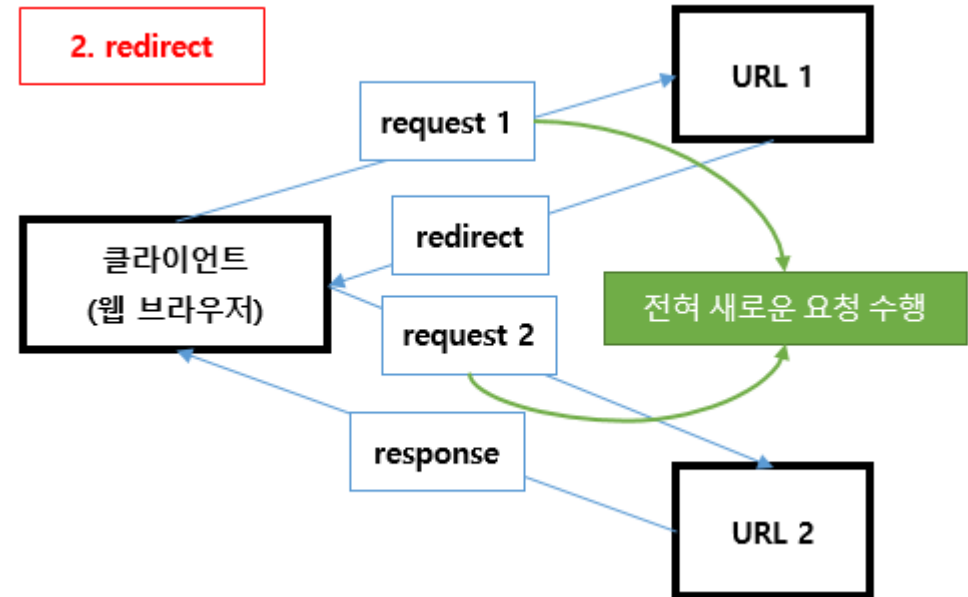 2. redirect
URL 1
request 1
redirect
클라이언트
(웹 브라우저)
전혀 새로운 요청 수행
request 2
response
URL 2